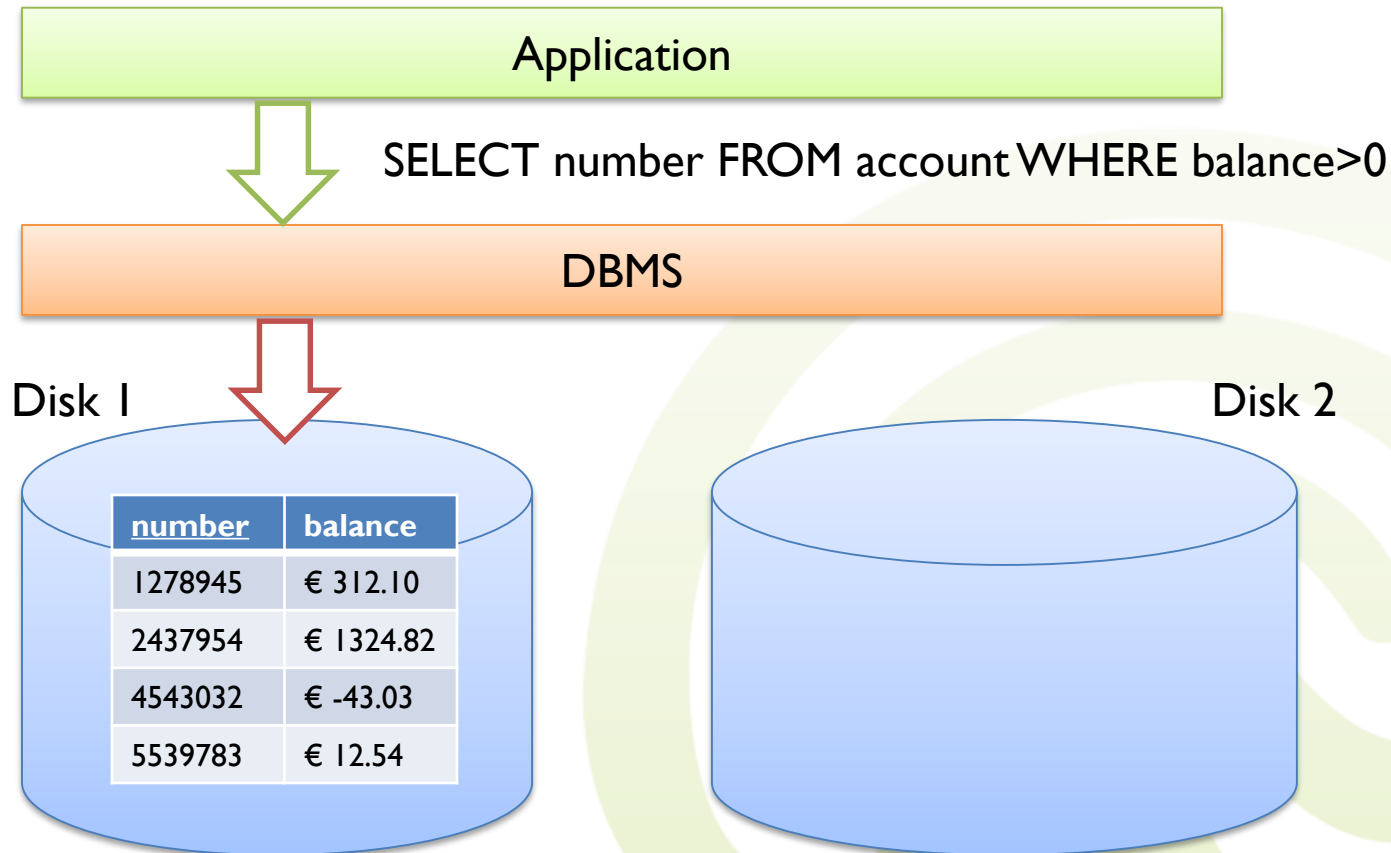 Application
SELECT number FROM account WHERE balance>0
DBMS
Disk 1
Disk 2
number balance
1278945 € 312.10
2437954 € 1324.82
4543032 € -43.03
5539783 € 12.54